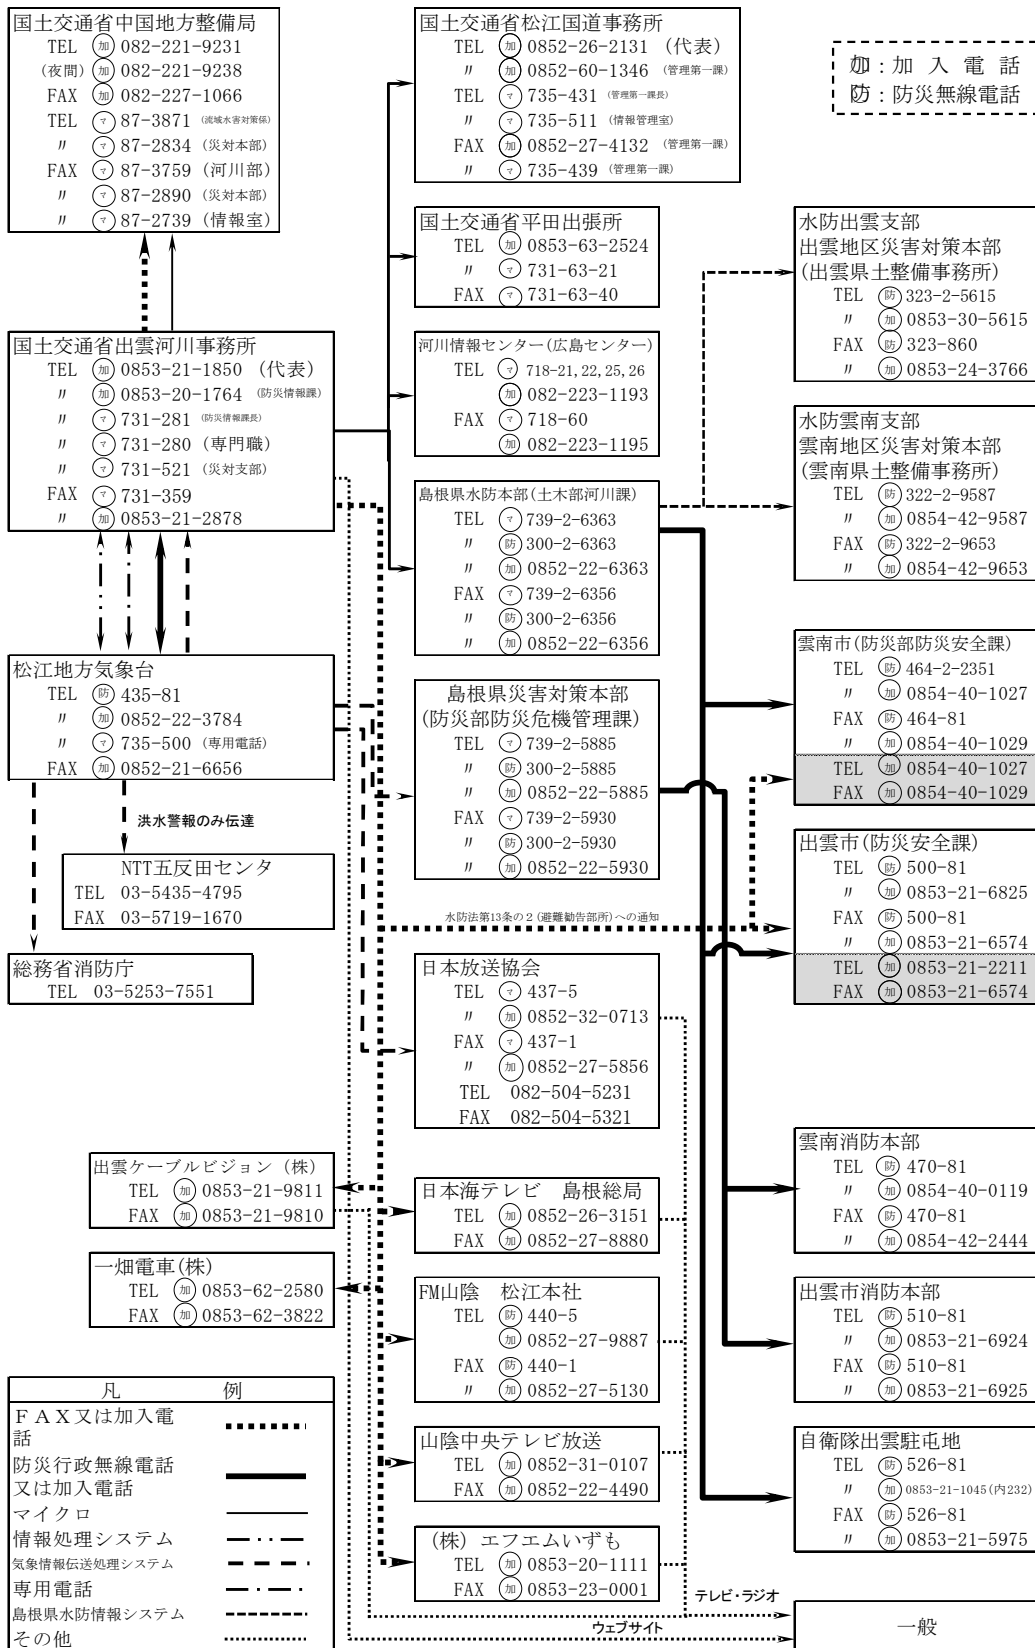 国土交通省中国地方整備局
TEL 加 082-221-9231
(夜間) 加 082-221-9238
FAX 加 082-227-1066
TEL マ 87-3871 (流域水害対策係)
〃 マ 87-2834 (災対本部)
FAX マ 87-3759 (河川部)
〃 マ 87-2890 (災対本部)
〃 マ 87-2739 (情報室)
国土交通省出雲河川事務所
TEL 加 0853-21-1850 (代表)
〃 加 0853-20-1764 (防災情報課)
〃 マ 731-281 (防災情報課長)
〃 マ 731-280 (専門職)
〃 マ 731-521 (災対支部)
FAX マ 731-359
〃 加 0853-21-2878
松江地方気象台
TEL 防 435-81
〃 加 0852-22-3784
〃 マ 735-500 (専用電話)
FAX 加 0852-21-6656
洪水警報のみ伝達
NTT五反田センタ
TEL 03-5435-4795
FAX 03-5719-1670
総務省消防庁
TEL 03-5253-7551
出雲ケーブルビジョン (株)
TEL 加 0853-21-9811
FAX 加 0853-21-9810
一畑電車(株)
TEL 加 0853-62-2580
FAX 加 0853-62-3822
凡 例
FAX又は加入電
話
防災行政無線電話
又は加入電話
マイクロ
情報処理システム
気象情報伝送処理システム
専用電話
島根県水防情報システム
その他
国土交通省松江国道事務所
TEL 加 0852-26-2131 (代表)
〃 加 0852-60-1346 (管理第一課)
TEL マ 735-431 (管理第一課長)
〃 マ 735-511 (情報管理室)
FAX 加 0852-27-4132 (管理第一課)
〃 マ 735-439 (管理第一課)
国土交通省平田出張所
TEL 加 0853-63-2524
〃 マ 731-63-21
FAX マ 731-63-40
河川情報センター(広島センター)
TEL マ 718-21,22,25,26
加 082-223-1193
FAX マ 718-60
加 082-223-1195
島根県水防本部(土木部河川課)
TEL マ 739-2-6363
〃 防 300-2-6363
〃 加 0852-22-6363
FAX マ 739-2-6356
〃 防 300-2-6356
〃 加 0852-22-6356
島根県災害対策本部
(防災部防災危機管理課)
TEL マ 739-2-5885
〃 防 300-2-5885
〃 加 0852-22-5885
FAX マ 739-2-5930
〃 防 300-2-5930
〃 加 0852-22-5930
水防法第13条の2(避難勧告部所)への通知
日本放送協会
TEL マ 437-5
〃 加 0852-32-0713
FAX マ 437-1
〃 加 0852-27-5856
TEL 082-504-5231
FAX 082-504-5321
日本海テレビ 島根総局
TEL 加 0852-26-3151
FAX 加 0852-27-8880
FM山陰 松江本社
TEL 防 440-5
加 0852-27-9887
FAX 防 440-1
〃 加 0852-27-5130
山陰中央テレビ放送
TEL 加 0852-31-0107
FAX 加 0852-22-4490
(株) エフエムいずも
TEL 加 0853-20-1111
FAX 加 0853-23-0001
テレビ・ラジオ
ウェブサイト
加:加 入 電 話
防:防災無線電話
水防出雲支部
出雲地区災害対策本部
(出雲県土整備事務所)
TEL 防 323-2-5615
〃 加 0853-30-5615
FAX 防 323-860
〃 加 0853-24-3766
水防雲南支部
雲南地区災害対策本部
(雲南県土整備事務所)
TEL 防 322-2-9587
〃 加 0854-42-9587
FAX 防 322-2-9653
〃 加 0854-42-9653
雲南市(防災部防災安全課)
TEL 防 464-2-2351
〃 加 0854-40-1027
FAX 防 464-81
〃 加 0854-40-1029
TEL 加 0854-40-1027
FAX 加 0854-40-1029
出雲市(防災安全課)
TEL 防 500-81
〃 加 0853-21-6825
FAX 防 500-81
〃 加 0853-21-6574
TEL 加 0853-21-2211
FAX 加 0853-21-6574
雲南消防本部
TEL 防 470-81
〃 加 0854-40-0119
FAX 防 470-81
〃 加 0854-42-2444
出雲市消防本部
TEL 防 510-81
〃 加 0853-21-6924
FAX 防 510-81
〃 加 0853-21-6925
自衛隊出雲駐屯地
TEL 防 526-81
〃 加 0853-21-1045(内232)
FAX 防 526-81
〃 加 0853-21-5975
一般